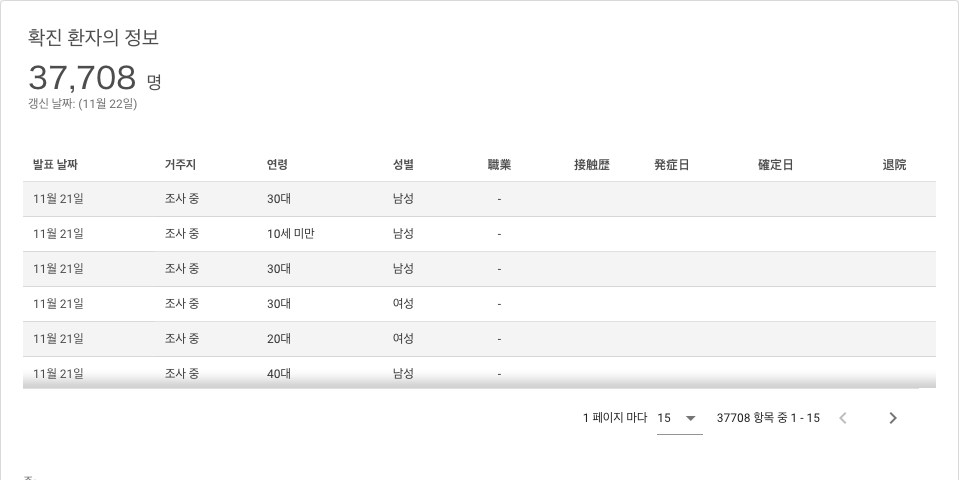 확진 환자의 정보
37,708 명
갱신 날짜: (11월 22일)
발표 날짜 거주지 연령 성별 職業 接触歴 発症日 確定日 退院
11월 21일 조사 중 30대 남성 -
11월 21일 조사 중 10세 미만 남성 -
11월 21일 조사 중 30대 남성 -
11월 21일 조사 중 30대 여성 -
11월 21일 조사 중 20대 여성 -
11월 21일 조사 중 40대 남성 -
1 페이지 마다 15 37708 항목 중 1 - 15